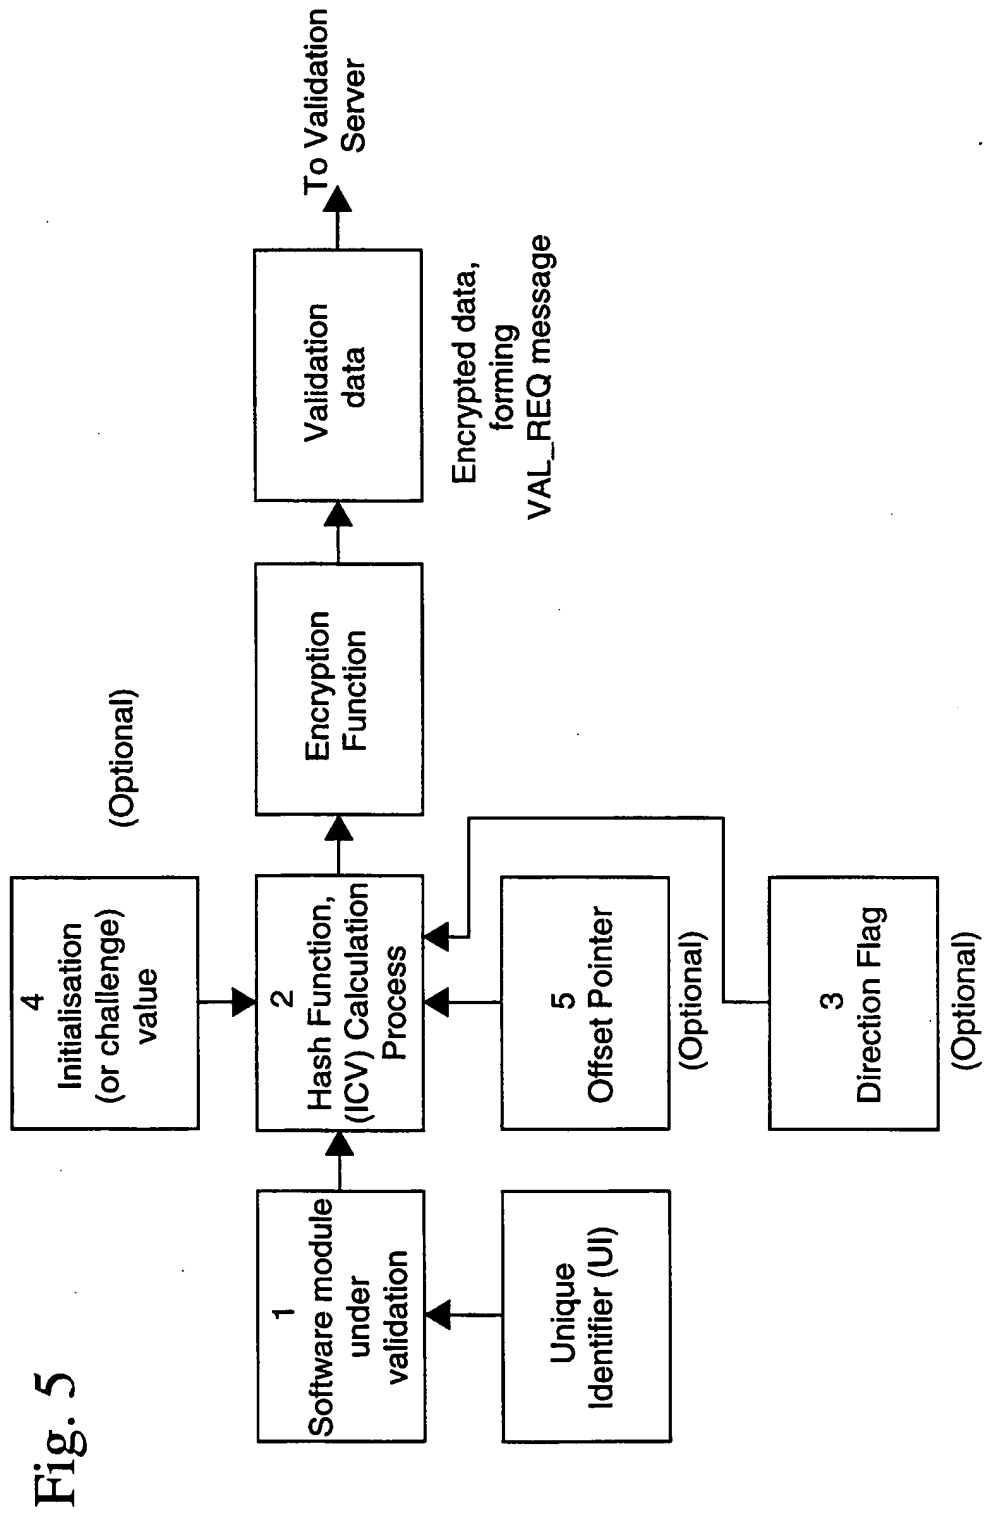 Fig. 5
4
Initialisation
(or challenge)
value
(Optional)
1
Software module
under
validation
2
Hash Function,
(ICV) Calculation
Process
Encryption
Function
Validation
data
To Validation
Server
Encrypted data,
forming
VAL_REQ message
Unique
Identifier (UI)
5
Offset Pointer
(Optional)
3
Direction Flag
(Optional)